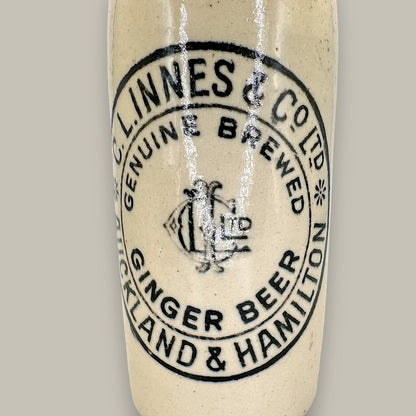 C.L.INNES & CO LTD
GENUINE BREWED
LTD
GINGER BEER
AUCKLAND & HAMILTON